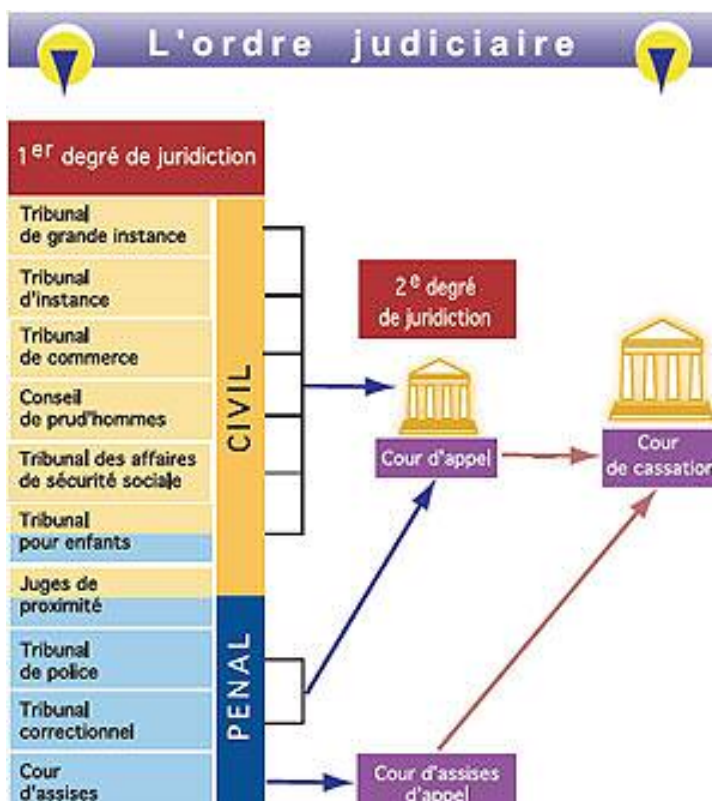 L'ordre judiciaire
1er degré de juridiction
Tribunal
de grande instance
Tribunal
d'instance
Tribunal
de commerce
Conseil
de prud'hommes
Tribunal des affaires
de sécurité sociale
Tribunal
pour enfants
Juges de
proximité
Tribunal
de police
Tribunal
correctionnel
Cour
d'assises
CIVIL
PENAL
2e degré
de juridiction
Cour d'appel
Cour d'assises
d'appel
Cour
de cassation